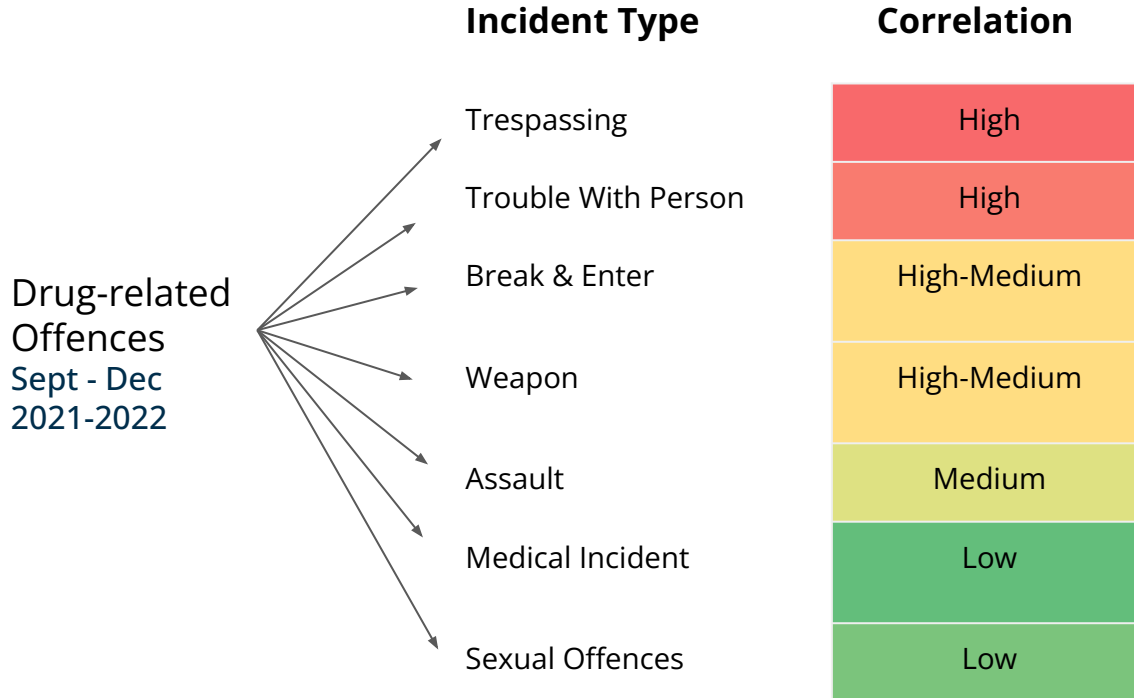 Incident Type Correlation
Trespassing High
Trouble With Person High
Break & Enter High-Medium
Drug-related
Offences
Sept - Dec
2021-2022
Weapon High-Medium
Assault Medium
Medical Incident Low
Sexual Offences Low